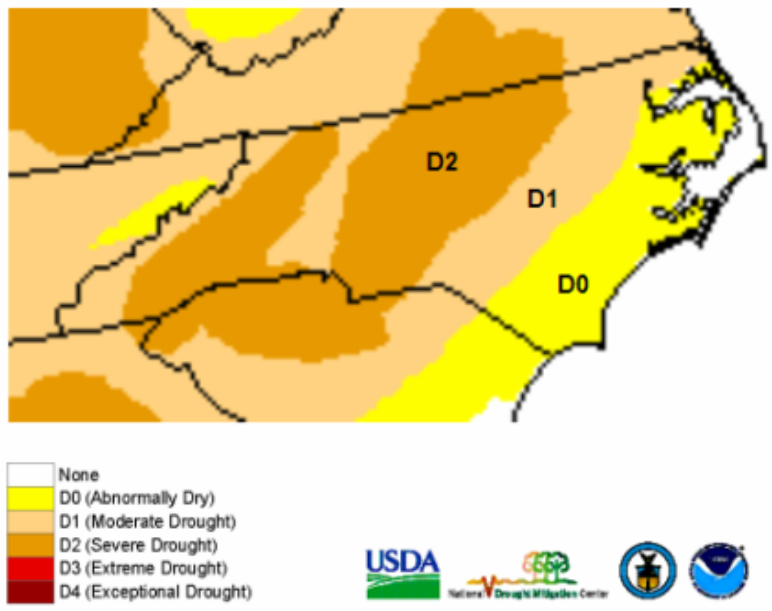 D2
D1
D0
None
D0 (Abnormally Dry)
D1 (Moderate Drought)
D2 (Severe Drought)
D3 (Extreme Drought)
D4 (Exceptional Drought)
USDA
National Drought Mitigation Center